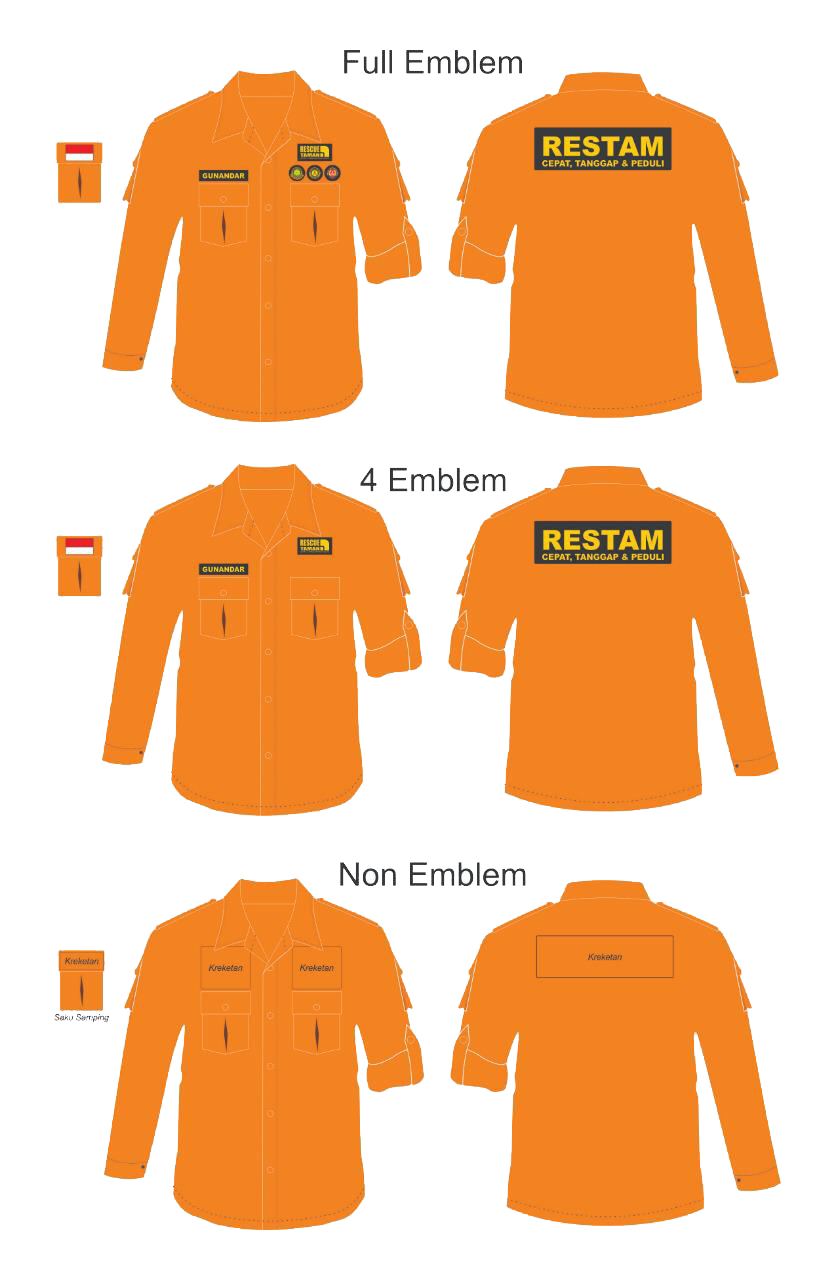 Full Emblem
RESCUE
TAMAN
GUNANDAR
RESTAM
CEPAT, TANGGAP & PEDULI
4 Emblem
RESCUE
TAMAN
GUNANDAR
RESTAM
CEPAT, TANGGAP & PEDULI
Non Emblem
Kreketan
Kreketan
Kreketan
Kreketan
Saku Samping